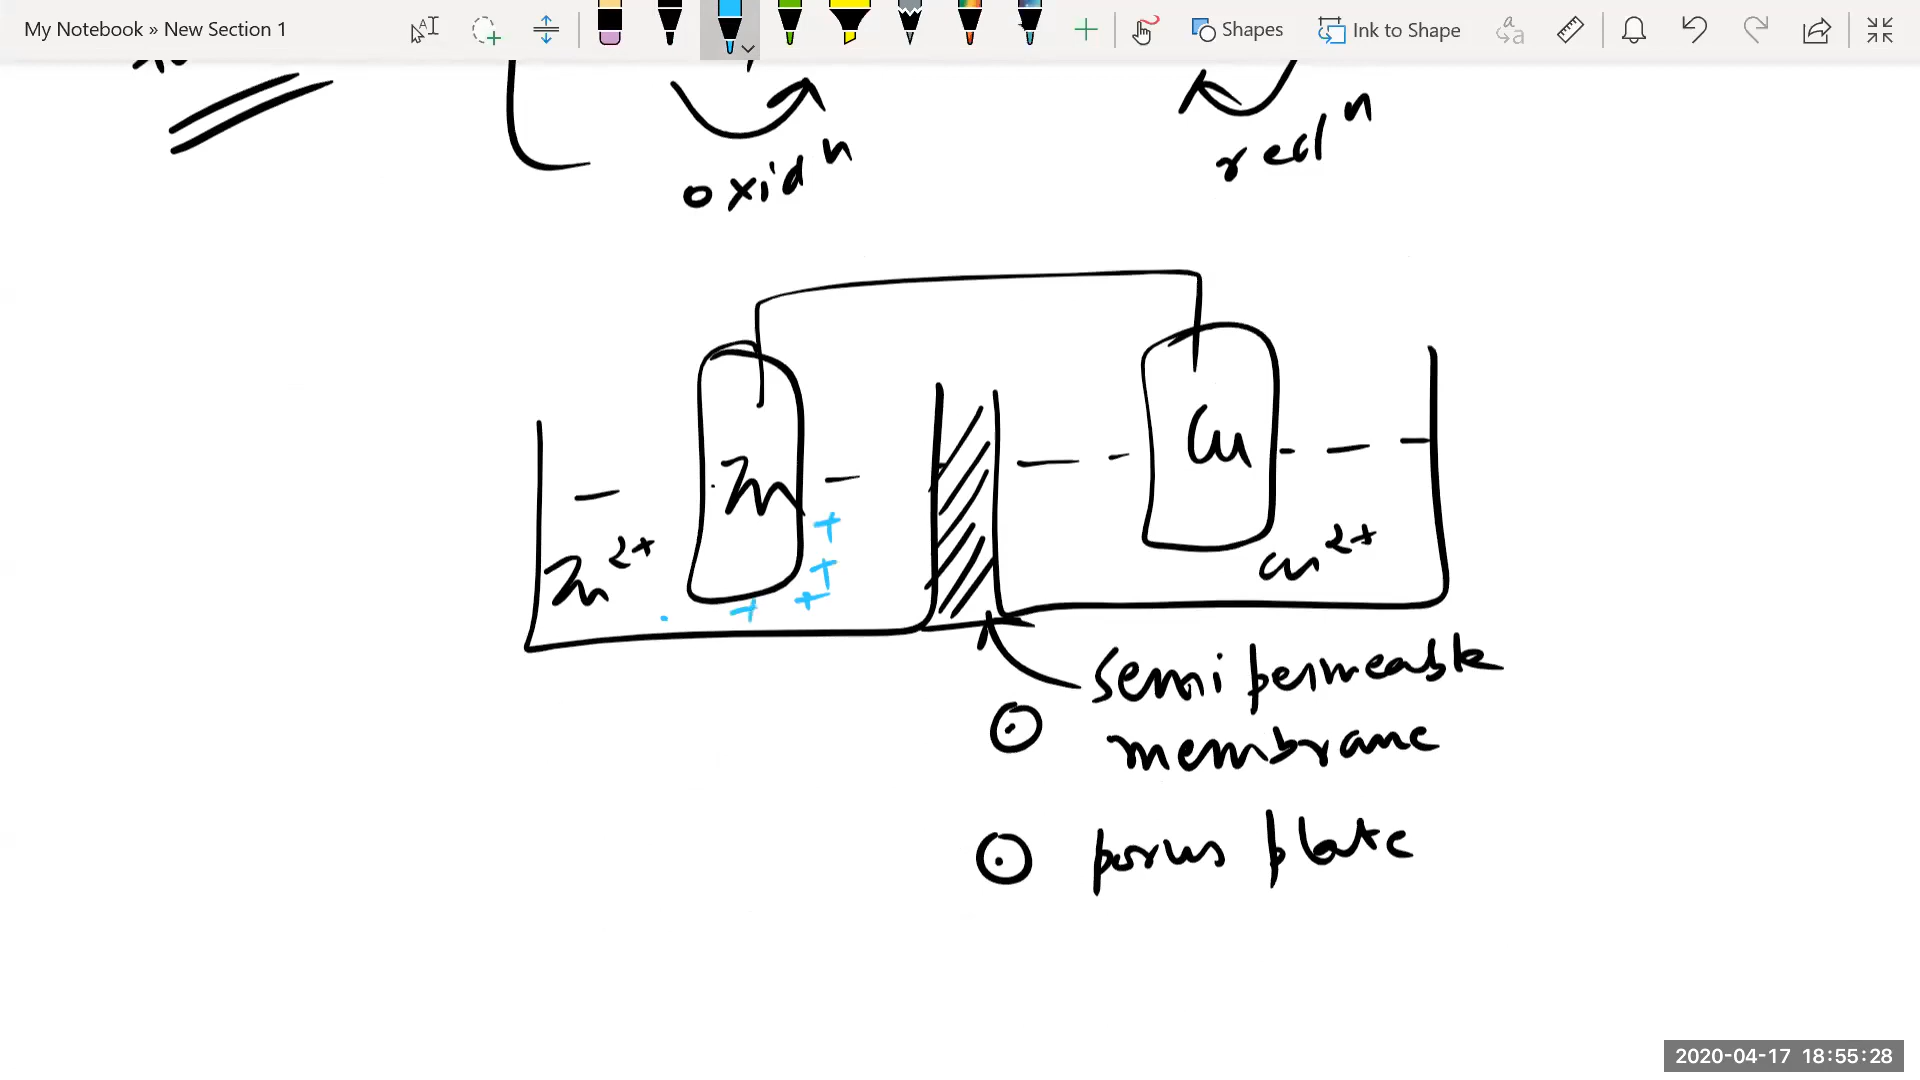 My Notebook » New Section 1
Shapes
Ink to Shape
oxidⁿ
redⁿ
Zn
Cu
Zn²⁺
Cu²⁺
+
+
+ +
semi permeable
membrane
porus plate
2020-04-17 18:55:28